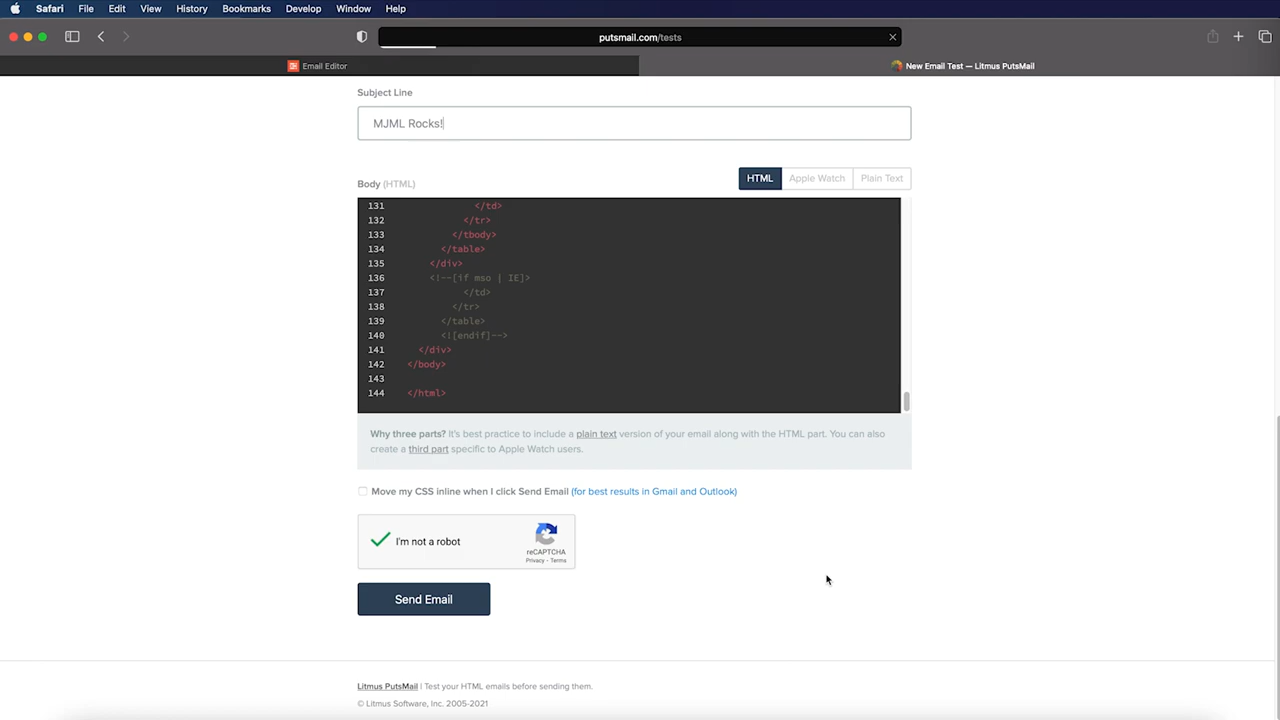 Safari File Edit View History Bookmarks Develop Window Help
putsmail.com/tests
Email Editor
New Email Test — Litmus PutsMail
Subject Line
MJML Rocks!
Body (HTML)
HTML Apple Watch Plain Text
131 </td>
132 </tr>
133 </tbody>
134 </table>
135 </div>
136 <!--[if mso | IE]>
137 </td>
138 </tr>
139 </table>
140 <![endif]-->
141 </div>
142 </body>
143
144 </html>
Why three parts? It's best practice to include a plain text version of your email along with the HTML part. You can also
create a third part specific to Apple Watch users.
Move my CSS inline when I click Send Email (for best results in Gmail and Outlook)
I'm not a robot
reCAPTCHA
Privacy - Terms
Send Email
Litmus PutsMail | Test your HTML emails before sending them.
© Litmus Software, Inc. 2005-2021